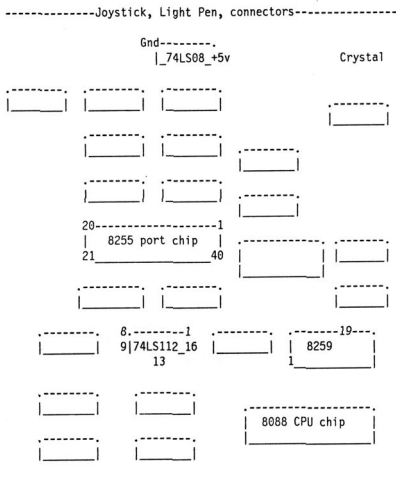 --------------Joystick, Light Pen, connectors----------------
Gnd--------.
|_74LS08_+5v
Crystal
20-----------------1
| 8255 port chip |
21__________________40
8.---------1
9|74LS112_16
13
------19---.
| 8259 |
1____________|
8088 CPU chip